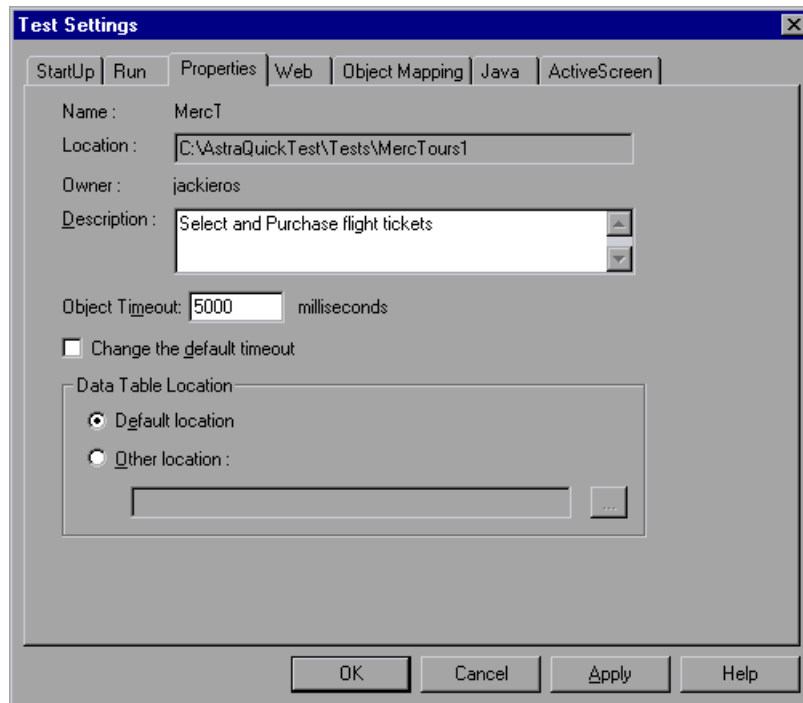 Test Settings
StartUp Run Properties Web Object Mapping Java ActiveScreen
Name : MercT
Location : C:\AstraQuickTest\Tests\MercTours1
Owner : jackieros
Description : Select and Purchase flight tickets
Object Timeout: 5000 milliseconds
Change the default timeout
Data Table Location
Default location
Other location :
...
OK Cancel Apply Help